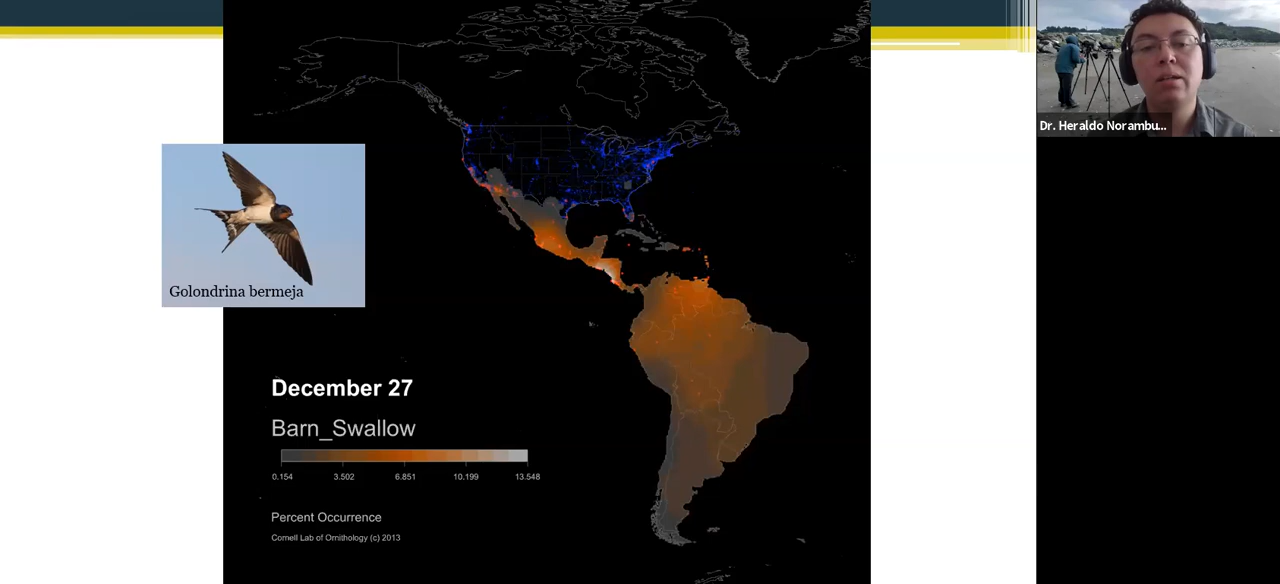 Dr. Heraldo Norambu...
Golondrina bermeja
December 27
Barn_Swallow
0.154 3.502 6.851 10.199 13.548
Percent Occurrence
Cornell Lab of Ornithology (c) 2013